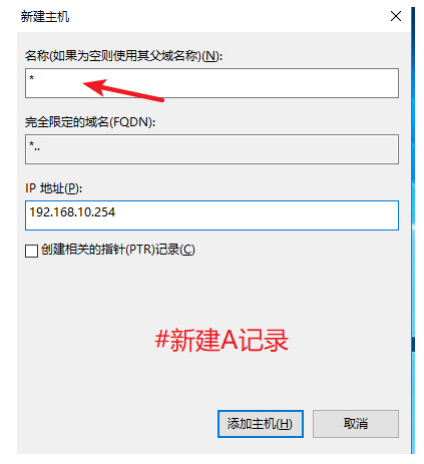 新建主机
名称(如果为空则使用其父域名称)(N):
*
完全限定的域名(FQDN):
*..
IP 地址(P):
192.168.10.254
创建相关的指针(PTR)记录(C)
#新建A记录
添加主机(H)
取消